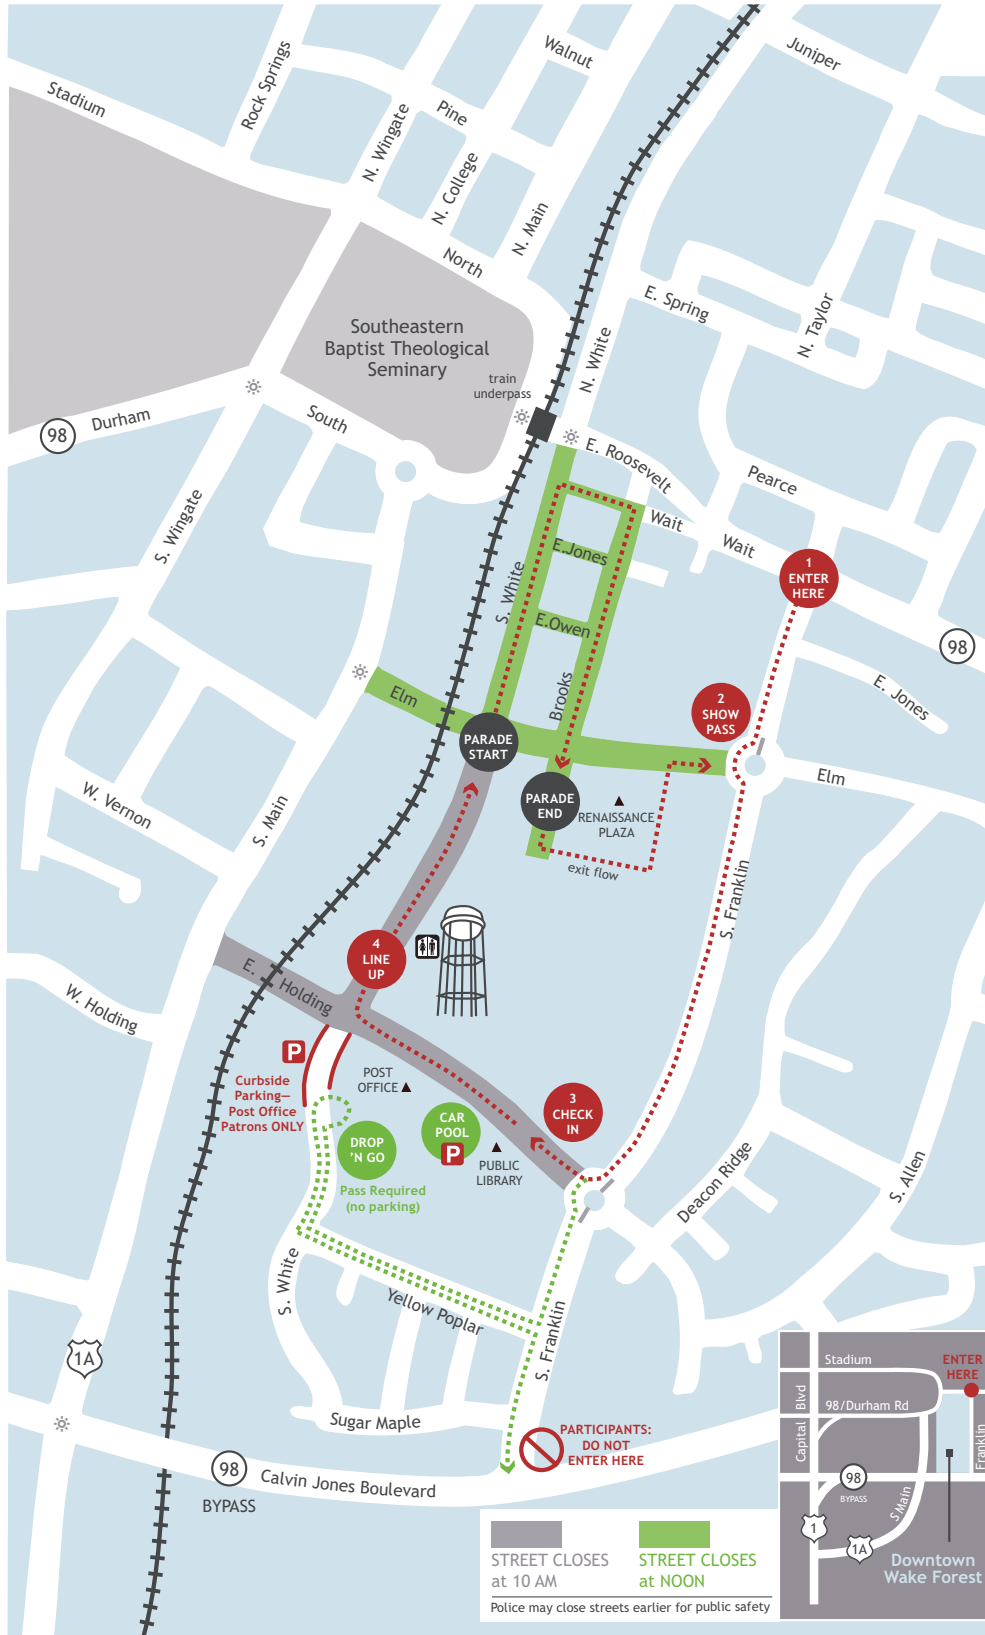 Stadium
Rock Springs
Walnut
Juniper
N. Wingate
Pine
N. College
N. Main
North
E. Spring
N. Taylor
N. White
Southeastern
Baptist Theological
Seminary
train
underpass
98
Durham
South
E. Roosevelt
Pearce
Wait
Wait
S. Wingate
E.Jones
S. White
E.Owen
Brooks
1
ENTER
HERE
98
E. Jones
2
SHOW
PASS
Elm
Elm
PARADE
START
PARADE
END
RENAISSANCE
PLAZA
exit flow
W. Vernon
S. Main
S. Franklin
4
LINE
UP
E. Holding
W. Holding
P
Curbside
Parking—
Post Office
Patrons ONLY
POST
OFFICE
3
CHECK
IN
CAR
POOL
P
DROP
'N GO
PUBLIC
LIBRARY
Pass Required
(no parking)
Deacon Ridge
S. Allen
S. White
Yellow Poplar
S. Franklin
1A
Sugar Maple
PARTICIPANTS:
DO NOT
ENTER HERE
98
BYPASS
Calvin Jones Boulevard
STREET CLOSES
at 10 AM
STREET CLOSES
at NOON
Police may close streets earlier for public safety
Stadium
ENTER
HERE
98/Durham Rd
Capital Blvd
Franklin
98
BYPASS
S Main
1
1A
Downtown
Wake Forest